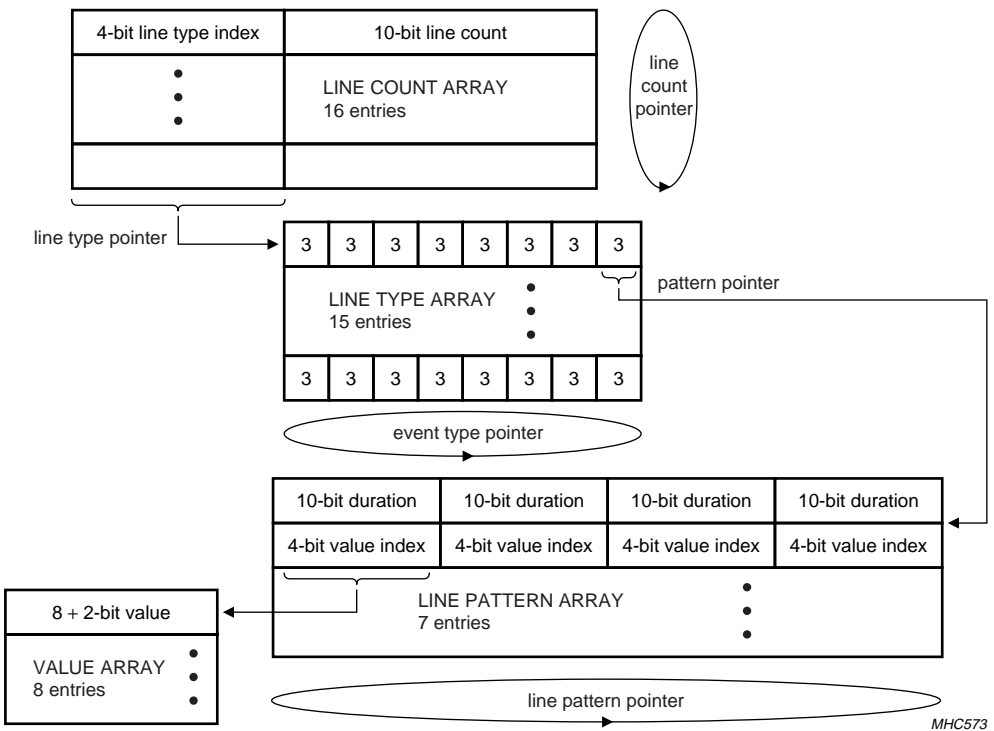 4-bit line type index 10-bit line count
LINE COUNT ARRAY
16 entries
line
count
pointer
line type pointer
3 3 3 3 3 3 3 3
pattern pointer
LINE TYPE ARRAY
15 entries
3 3 3 3 3 3 3 3
event type pointer
10-bit duration 10-bit duration 10-bit duration 10-bit duration
4-bit value index 4-bit value index 4-bit value index 4-bit value index
LINE PATTERN ARRAY
7 entries
8 + 2-bit value
VALUE ARRAY
8 entries
line pattern pointer
MHC573